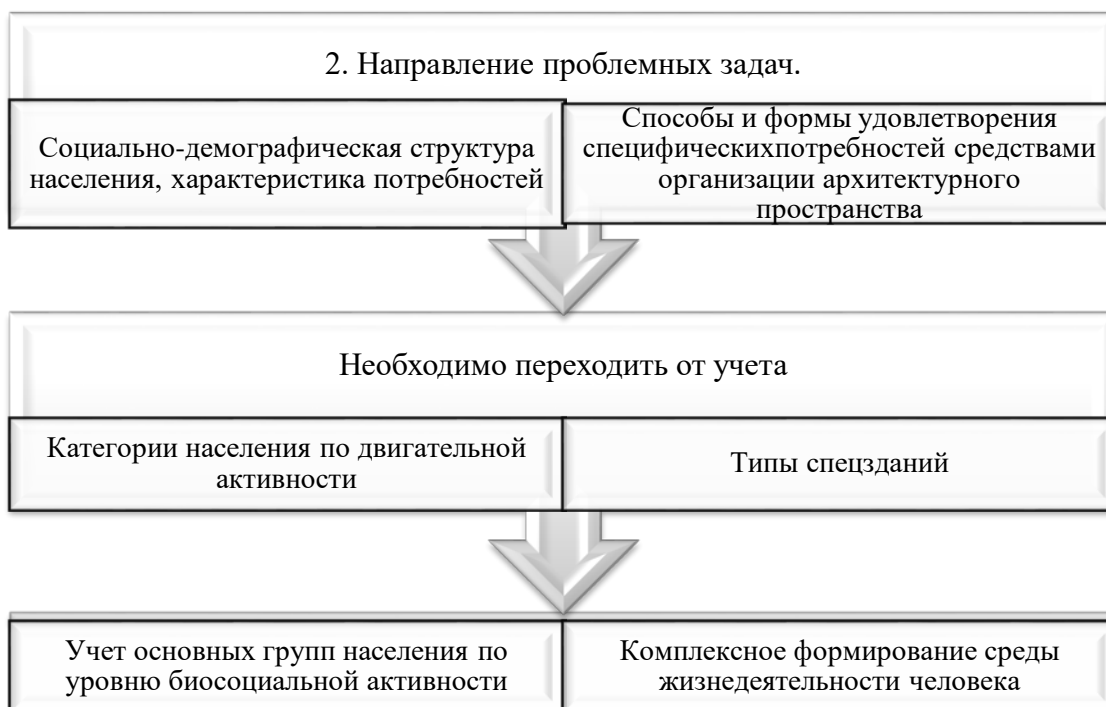 2. Направление проблемных задач.
Социально-демографическая структура
населения, характеристика потребностей
Способы и формы удовлетворения
специфическихпотребностей средствами
организации архитектурного
пространства
Необходимо переходить от учета
Категории населения по двигательной
активности
Типы спецзданий
Учет основных групп населения по
уровню биосоциальной активности
Комплексное формирование среды
жизнедеятельности человека